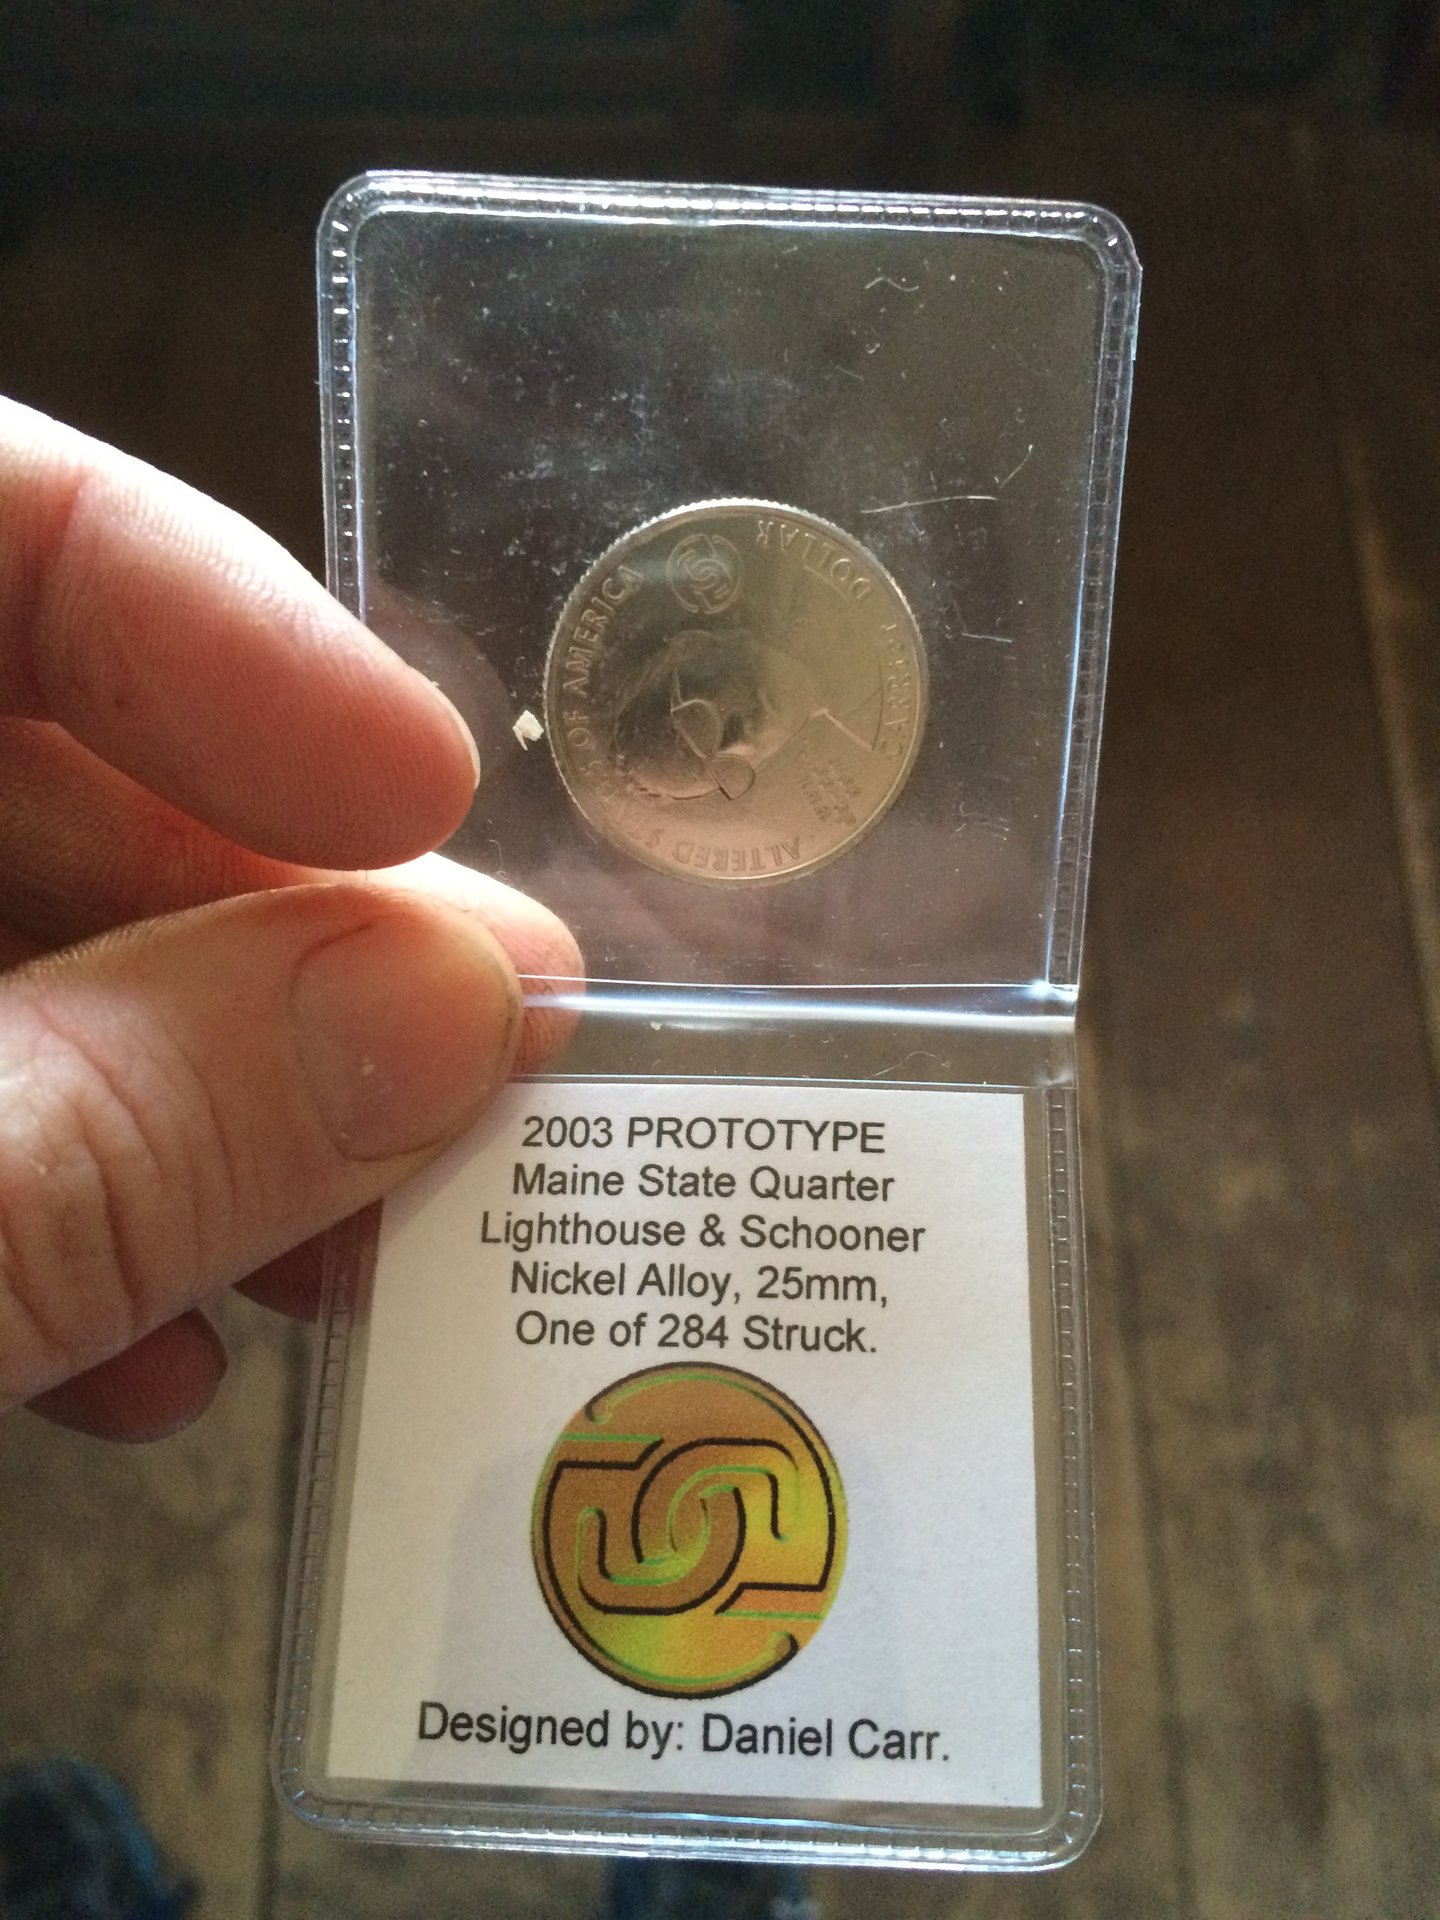 ALTERED STATES OF AMERICA
CARR
DOLLAR
2003 PROTOTYPE
Maine State Quarter
Lighthouse & Schooner
Nickel Alloy, 25mm,
One of 284 Struck.
Designed by: Daniel Carr.